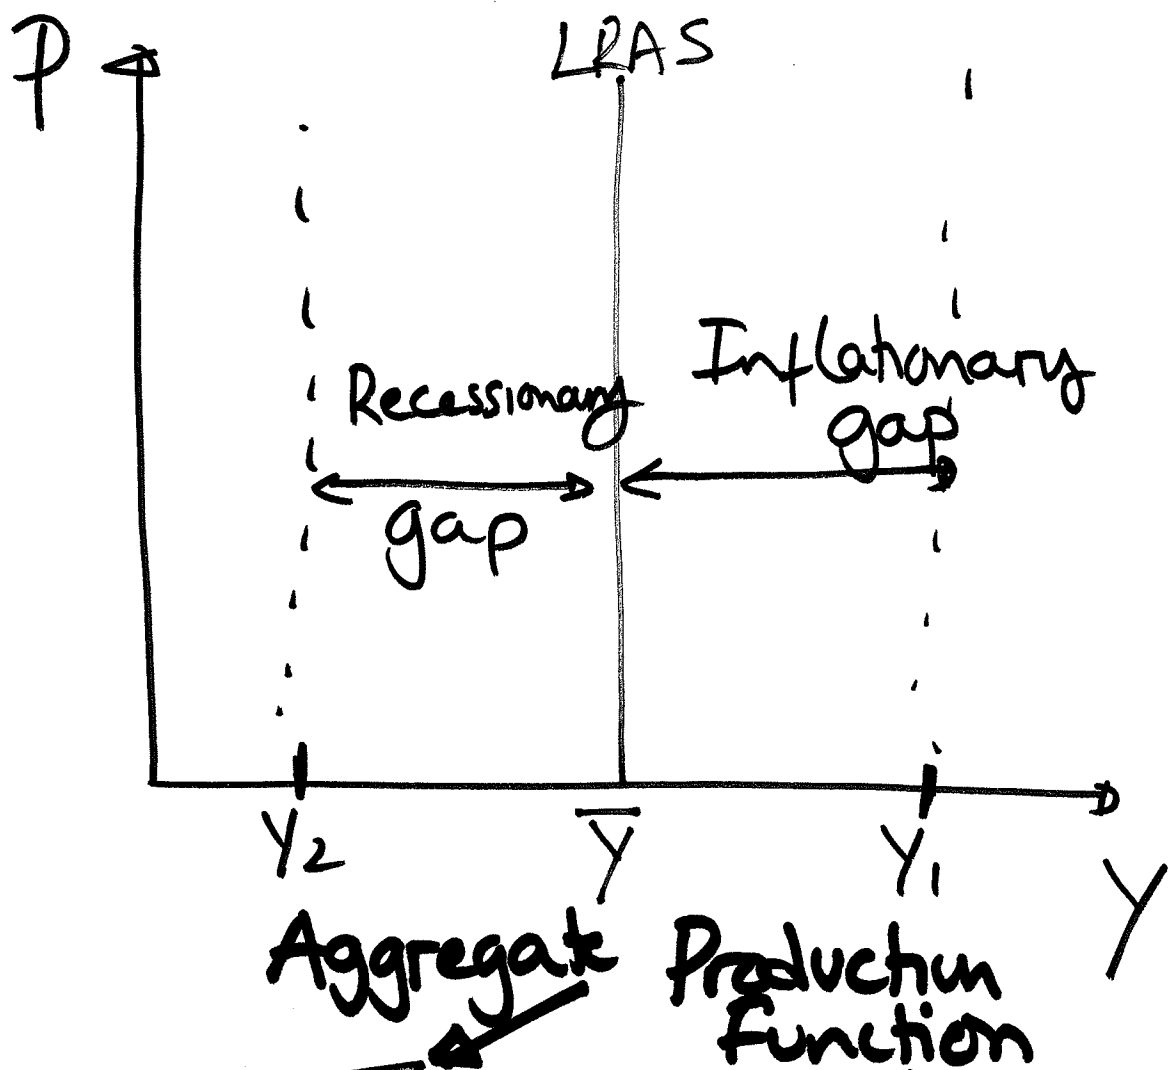 P
LRAS
Inflationary
gap
Recessionary
gap
Y2
Y̅
Y1
Y
Aggregate Production
Function